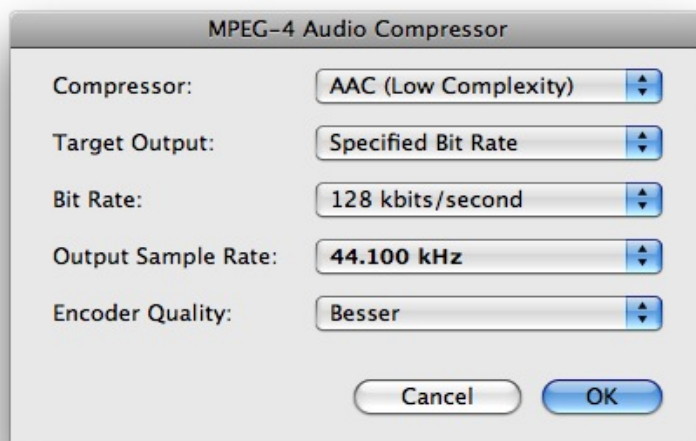 MPEG-4 Audio Compressor
Compressor: AAC (Low Complexity)
Target Output: Specified Bit Rate
Bit Rate: 128 kbits/second
Output Sample Rate: 44.100 kHz
Encoder Quality: Besser
Cancel OK